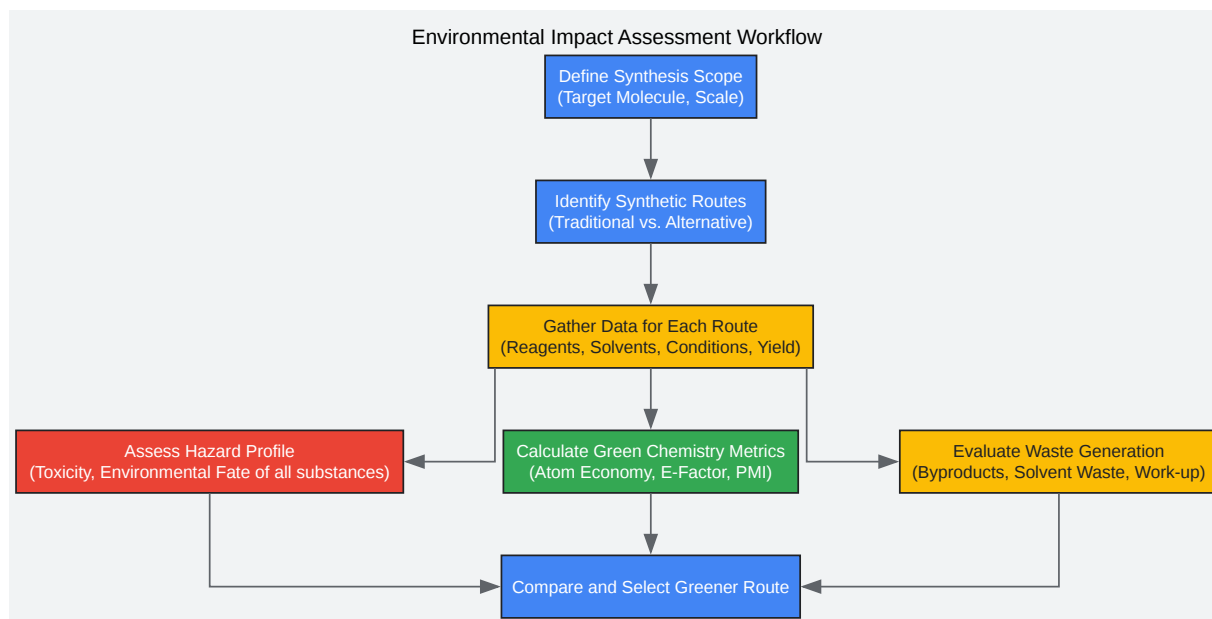 Environmental Impact Assessment Workflow
Define Synthesis Scope
(Target Molecule, Scale)
Identify Synthetic Routes
(Traditional vs. Alternative)
Gather Data for Each Route
(Reagents, Solvents, Conditions, Yield)
Assess Hazard Profile
(Toxicity, Environmental Fate of all substances)
Calculate Green Chemistry Metrics
(Atom Economy, E-Factor, PMI)
Evaluate Waste Generation
(Byproducts, Solvent Waste, Work-up)
Compare and Select Greener Route